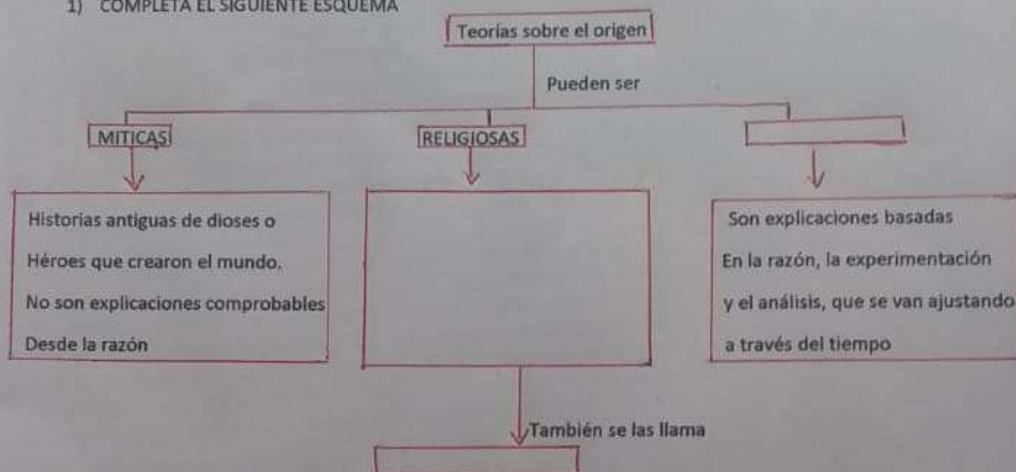 1) COMPLETA EL SIGUIENTE ESQUEMA
Teorías sobre el origen
Pueden ser
MITICAS
RELIGIOSAS
Historias antiguas de dioses o
Héroes que crearon el mundo.
No son explicaciones comprobables
Desde la razón
Son explicaciones basadas
En la razón, la experimentación
y el análisis, que se van ajustando
a través del tiempo
También se las llama